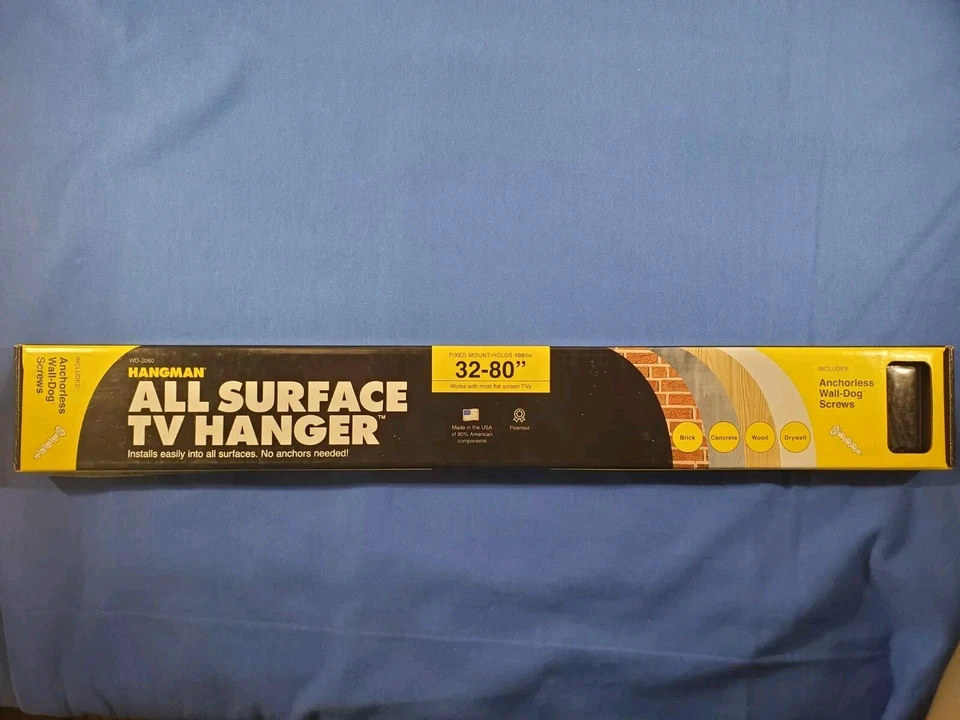 INCLUDES:
Anchorless
Wall-Dog™
Screws
WD-2060
HANGMAN®
ALL SURFACE
TV HANGER™
Installs easily into all surfaces. No anchors needed!
FIXED MOUNT-HOLDS 100lbs
32-80”
Works with most flat screen TVs
Made in the USA
of 80% American
components
Patented
Brick
Concrete
Wood
Drywall
INCLUDES:
Anchorless
Wall-Dog™
Screws